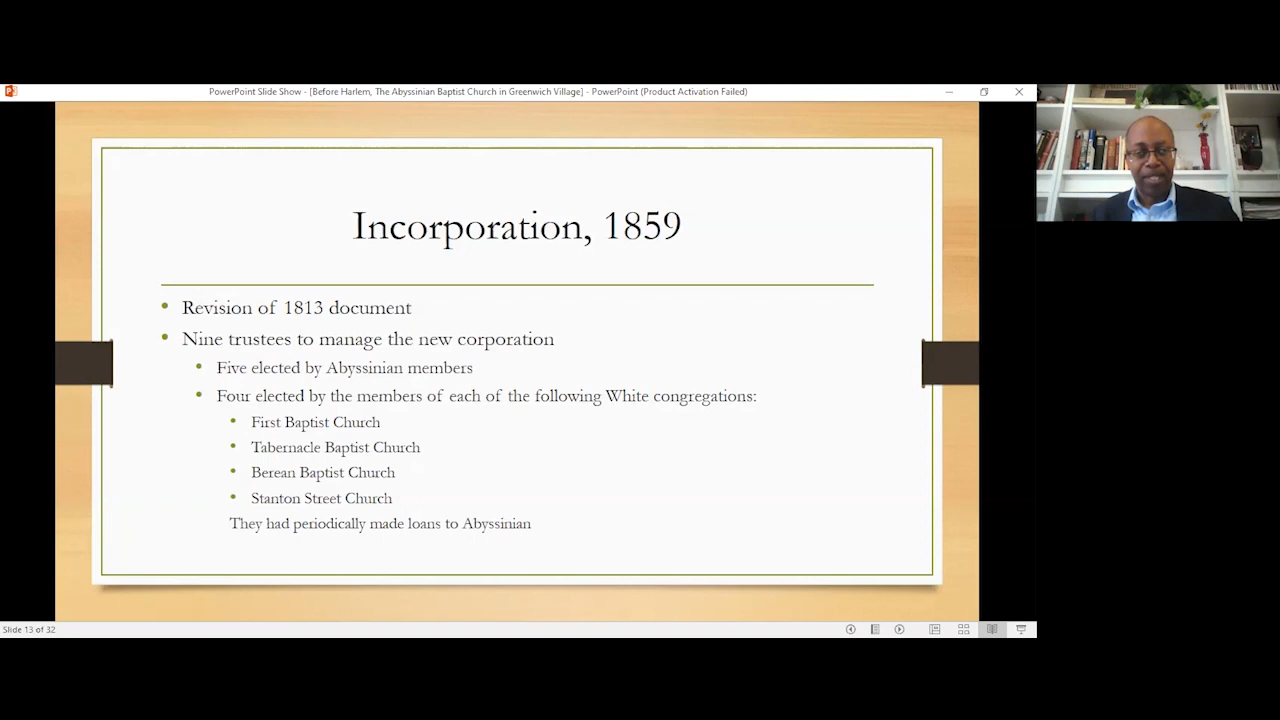 PowerPoint Slide Show - [Before Harlem, The Abyssinian Baptist Church in Greenwich Village] - PowerPoint (Product Activation Failed)
Incorporation, 1859
• Revision of 1813 document
• Nine trustees to manage the new corporation
• Five elected by Abyssinian members
• Four elected by the members of each of the following White congregations:
• First Baptist Church
• Tabernacle Baptist Church
• Berean Baptist Church
• Stanton Street Church
They had periodically made loans to Abyssinian
Slide 13 of 32